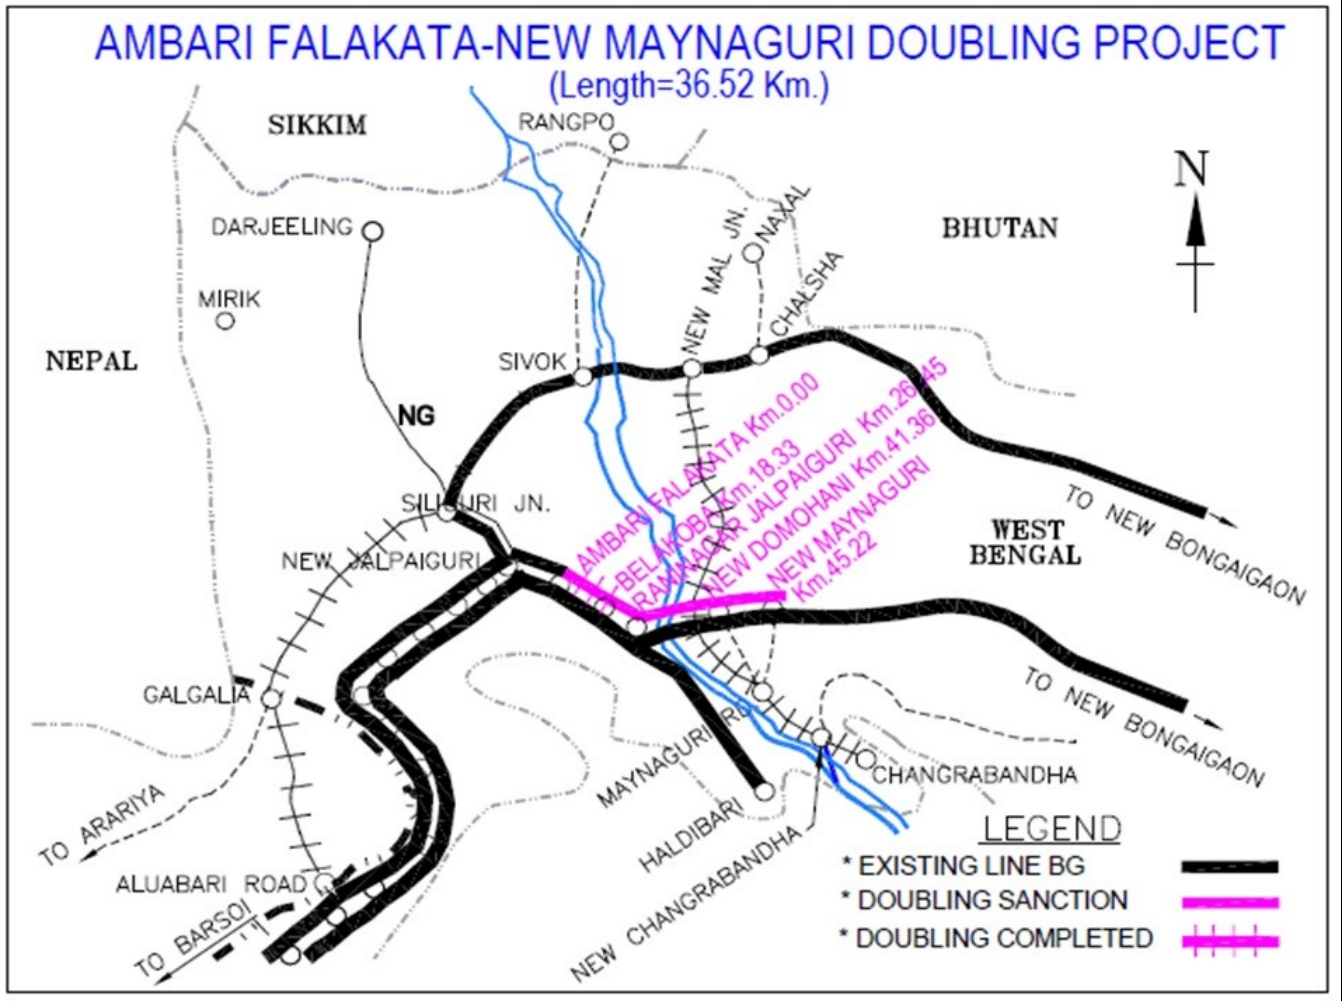 AMBARI FALAKATA-NEW MAYNAGURI DOUBLING PROJECT
(Length=36.52 Km.)
SIKKIM
RANGPO
N
DARJEELING
NEW MAL JN.
NAXAL
BHUTAN
MIRIK
CHALSHA
NEPAL
SIVOK
NG
AMBARI FALAKATA Km.0.00
BELAKOBA Km.18.33
RANINAGAR JALPAIGURI Km.26.45
NEW DOMOHANI Km.41.36
NEW MAYNAGURI
Km.45.22
SILIGURI JN.
NEW JALPAIGURI
TO NEW BONGAIGAON
WEST
BENGAL
TO NEW BONGAIGAON
GALGALIA
MAYNAGURI RD
CHANGRABANDHA
HALDIBARI
NEW CHANGRABANDHA
TO ARARIYA
ALUABARI ROAD
TO BARSOI
LEGEND
* EXISTING LINE BG
* DOUBLING SANCTION
* DOUBLING COMPLETED